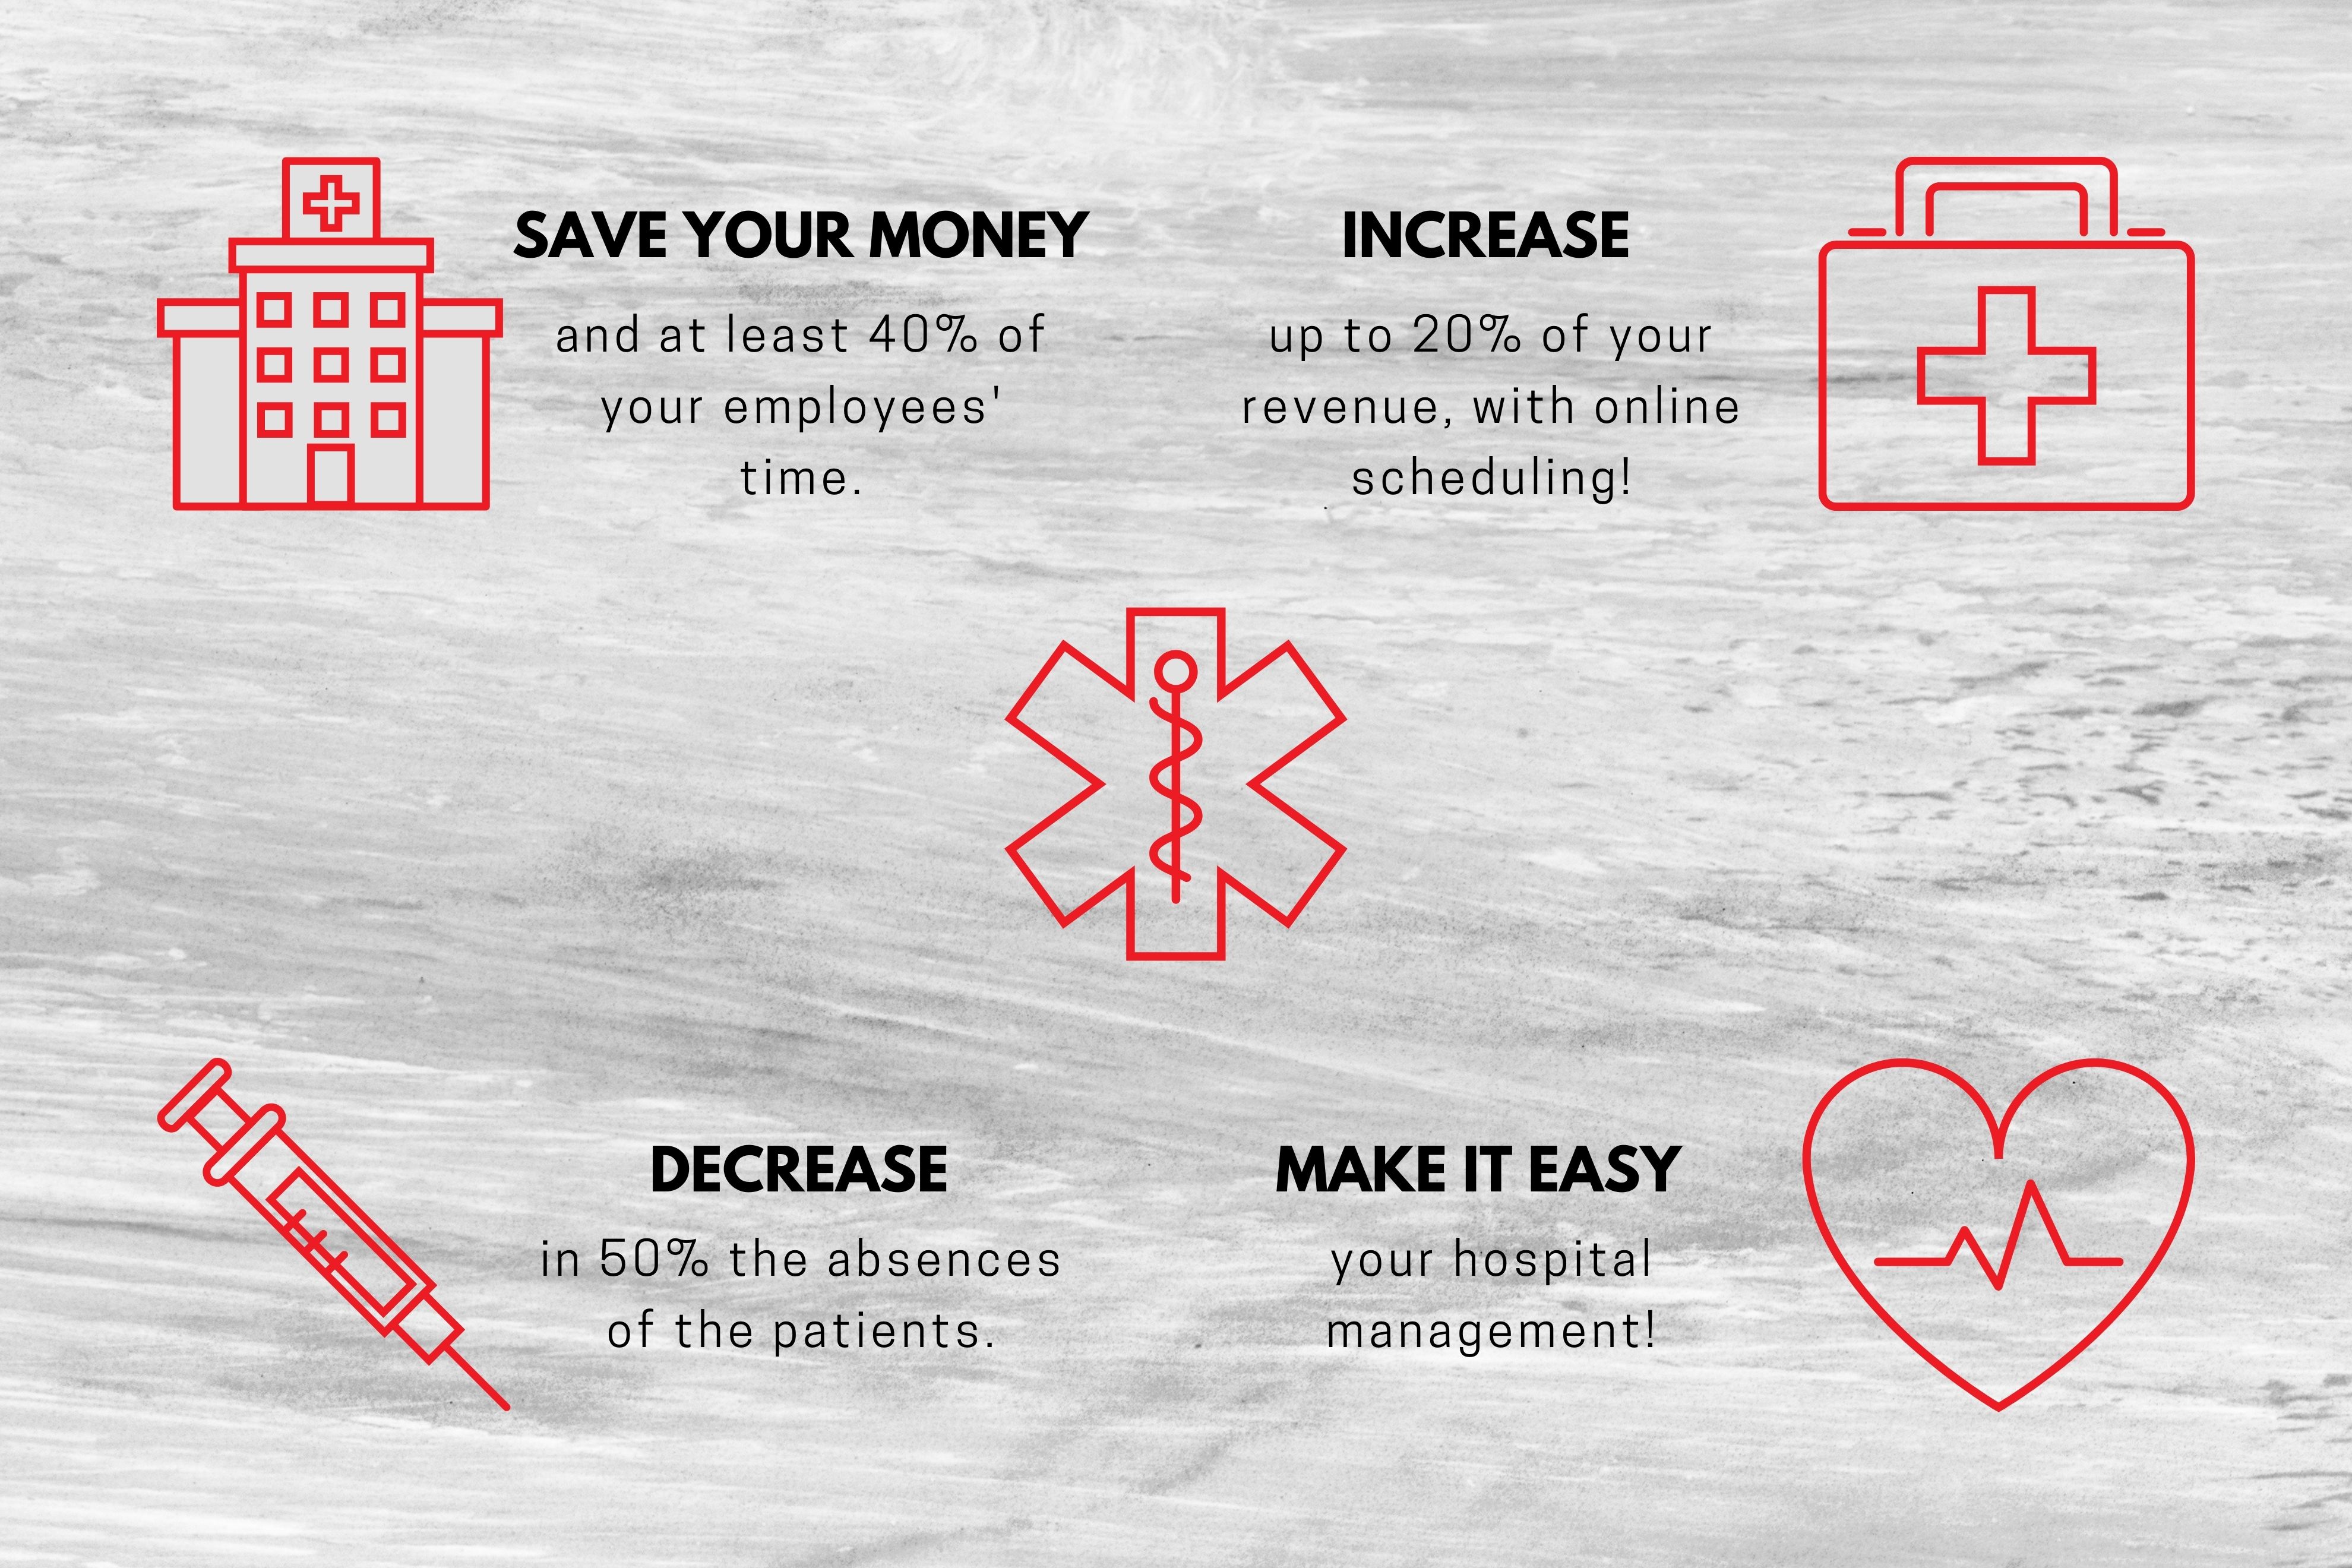 SAVE YOUR MONEY
and at least 40% of
your employees'
time.
INCREASE
up to 20% of your
revenue, with online
scheduling!
DECREASE
in 50% the absences
of the patients.
MAKE IT EASY
your hospital
management!